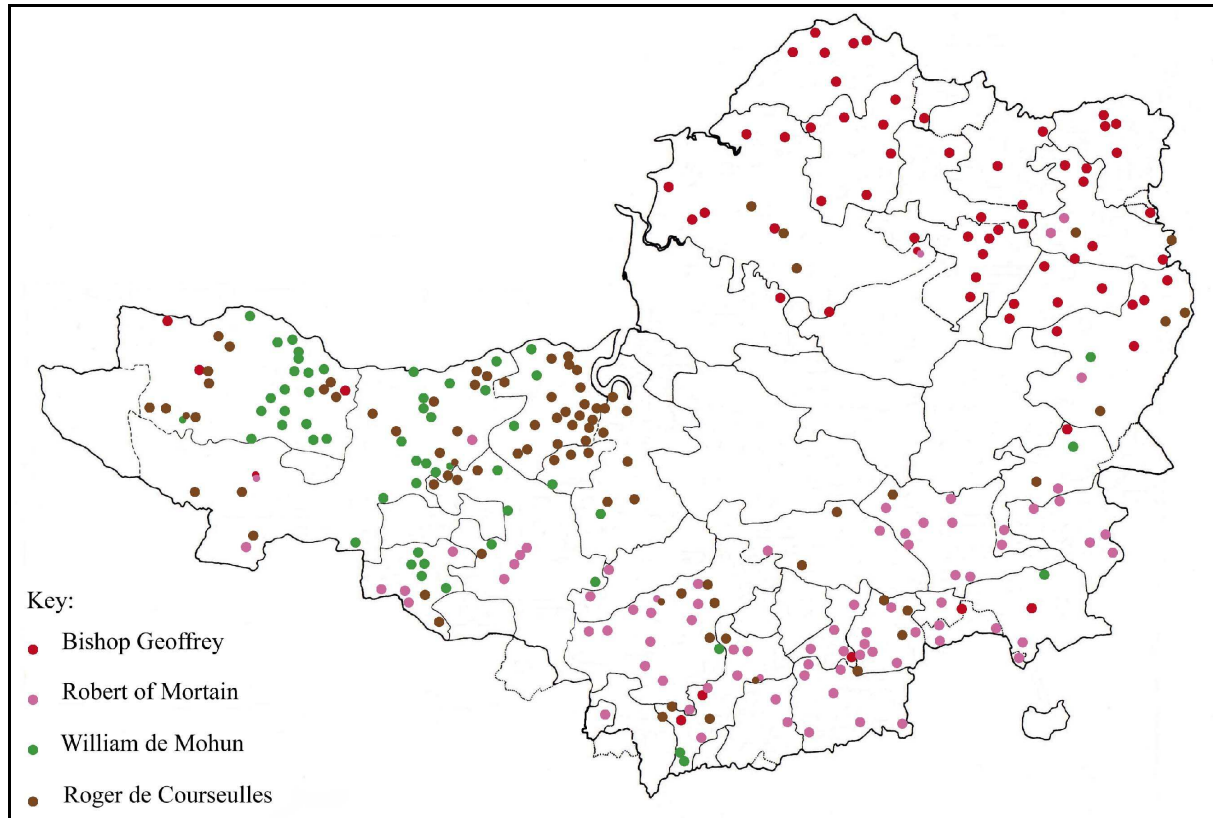 Key:
Bishop Geoffrey
Robert of Mortain
William de Mohun
Roger de Courseulles